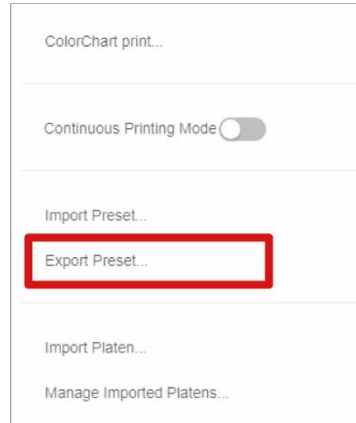 ColorChart print...
Continuous Printing Mode
Import Preset...
Export Preset...
Import Platen...
Manage Imported Platens...